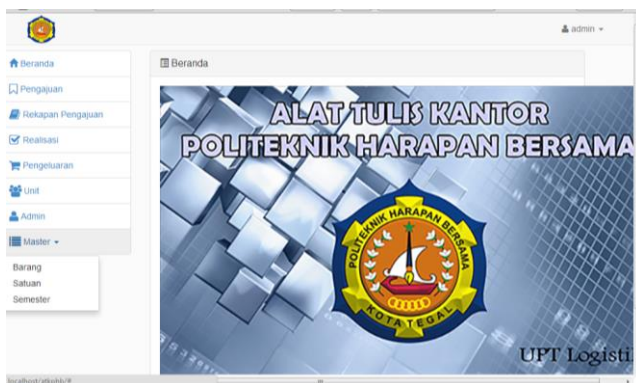 admin
Beranda
Pengajuan
Rekapan Pengajuan
Realisasi
Pengeluaran
Unit
Admin
Master
Barang
Satuan
Semester
Beranda
ALAT TULIS KANTOR
POLITEKNIK HARAPAN BERSAMA
POLITEKNIK HARAPAN BERSAMA
KOTA TEGAL
UPT Logisti